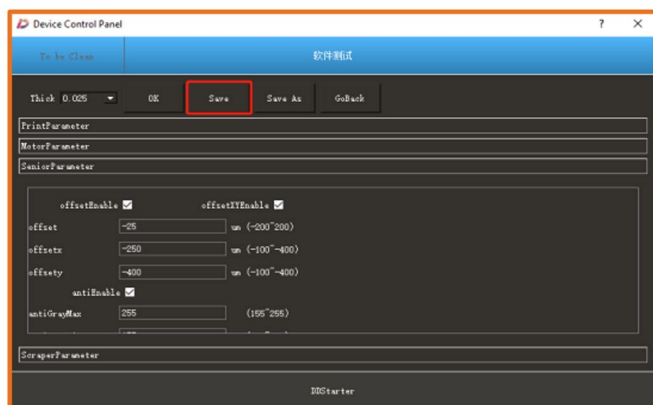 Device Control Panel ? ×
To be Clean 软件测试
Thick 0.025 OK Save Save As GoBack
PrintParameter
MotorParameter
SeniorParameter
offsetEnable offsetXYEnable
offset -25 um (-200~200)
offsetx -250 um (-100~-400)
offsety -400 um (-100~-400)
antiEnable
antiGrayMax 255 (155~255)
ScraperParameter
DDStarter